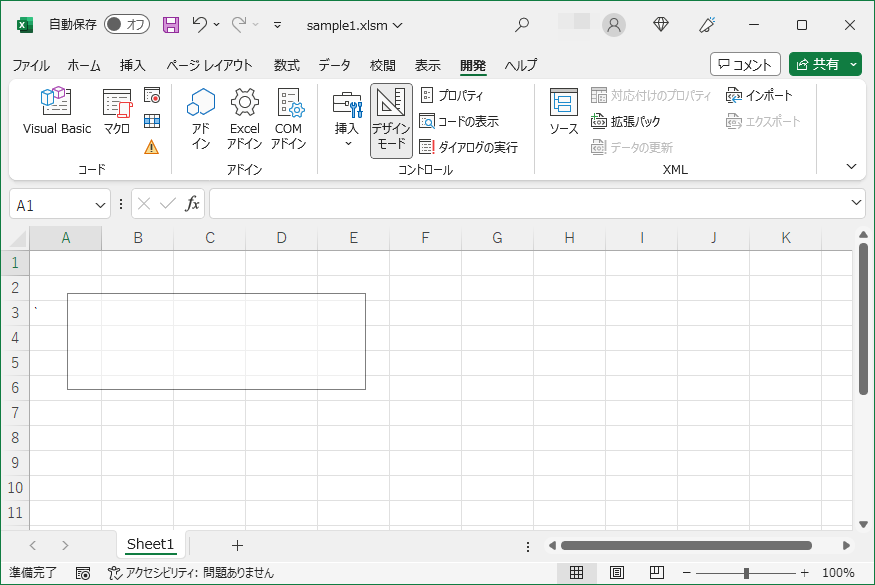 自動保存 オフ sample1.xlsm
ファイル ホーム 挿入 ページ レイアウト 数式 データ 校閲 表示 開発 ヘルプ コメント 共有
Visual Basic
マクロ
コード
アド
イン
Excel
アドイン
COM
アドイン
アドイン
挿入
デザイン
モード
プロパティ
コードの表示
ダイアログの実行
コントロール
ソース
対応付けのプロパティ
拡張パック
データの更新
インポート
エクスポート
XML
A1 fx
A B C D E F G H I J K
1
2
3 `
4
5
6
7
8
9
10
11
Sheet1
準備完了 アクセシビリティ: 問題ありません 100%